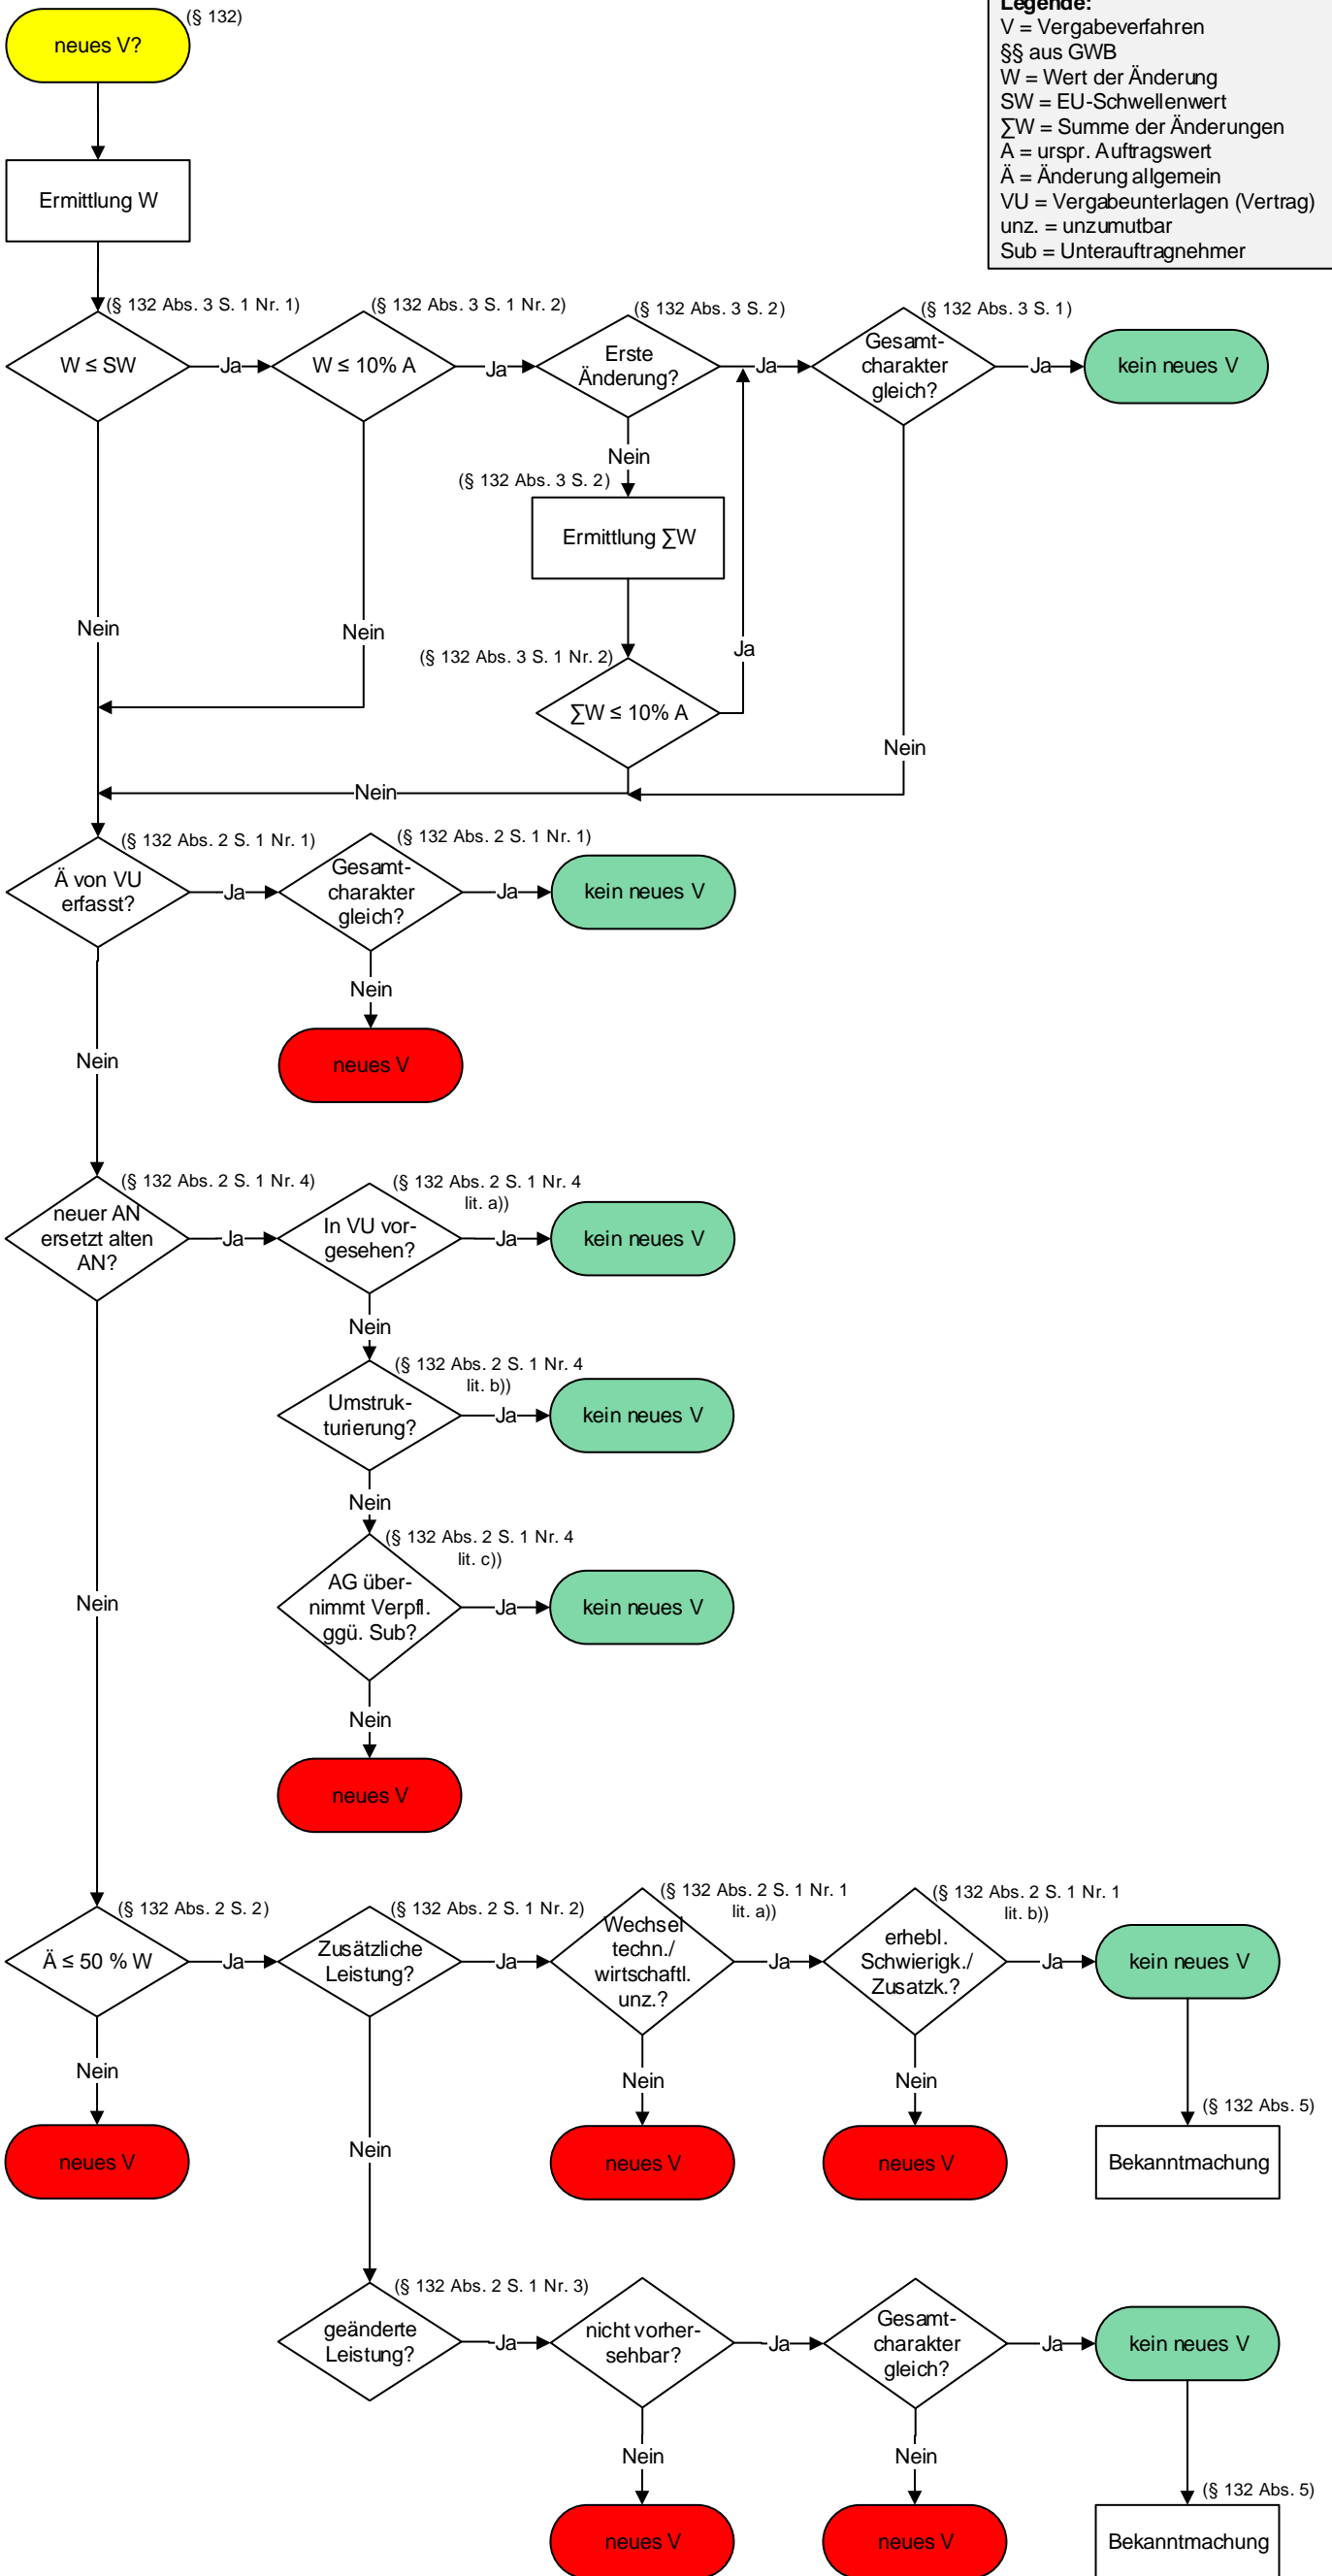 (§ 132)
neues V?
Legende:
V = Vergabeverfahren
§§ aus GWB
W = Wert der Änderung
SW = EU-Schwellenwert
∑W = Summe der Änderungen
A = urspr. Auftragswert
Ä = Änderung allgemein
VU = Vergabeunterlagen (Vertrag)
unz. = unzumutbar
Sub = Unterauftragnehmer
Ermittlung W
(§ 132 Abs. 3 S. 1 Nr. 1)
W ≤ SW
Ja
(§ 132 Abs. 3 S. 1 Nr. 2)
W ≤ 10% A
Ja
(§ 132 Abs. 3 S. 2)
Erste
Änderung?
Ja
(§ 132 Abs. 3 S. 1)
Gesamt-
charakter
gleich?
Ja
kein neues V
Nein
(§ 132 Abs. 3 S. 2)
Ermittlung ∑W
Nein
Nein
Ja
(§ 132 Abs. 3 S. 1 Nr. 2)
∑W ≤ 10% A
Nein
Nein
(§ 132 Abs. 2 S. 1 Nr. 1)
Ä von VU
erfasst?
Ja
(§ 132 Abs. 2 S. 1 Nr. 1)
Gesamt-
charakter
gleich?
Ja
kein neues V
Nein
neues V
Nein
(§ 132 Abs. 2 S. 1 Nr. 4)
neuer AN
ersetzt alten
AN?
Ja
(§ 132 Abs. 2 S. 1 Nr. 4
lit. a))
In VU vor-
gesehen?
Ja
kein neues V
Nein
(§ 132 Abs. 2 S. 1 Nr. 4
lit. b))
Umstruk-
turierung?
Ja
kein neues V
Nein
(§ 132 Abs. 2 S. 1 Nr. 4
lit. c))
AG über-
nimmt Verpfl.
ggü. Sub?
Ja
kein neues V
Nein
Nein
neues V
(§ 132 Abs. 2 S. 2)
Ä ≤ 50 % W
Ja
(§ 132 Abs. 2 S. 1 Nr. 2)
Zusätzliche
Leistung?
Ja
(§ 132 Abs. 2 S. 1 Nr. 1
lit. a))
Wechsel
techn./
wirtschaftl.
unz.?
Ja
(§ 132 Abs. 2 S. 1 Nr. 1
lit. b))
erhebl.
Schwierigk./
Zusatzk.?
Ja
kein neues V
Nein
Nein
Nein
(§ 132 Abs. 5)
neues V
Nein
neues V
neues V
Bekanntmachung
(§ 132 Abs. 2 S. 1 Nr. 3)
geänderte
Leistung?
Ja
nicht vorher-
sehbar?
Ja
Gesamt-
charakter
gleich?
Ja
kein neues V
Nein
Nein
(§ 132 Abs. 5)
neues V
neues V
Bekanntmachung